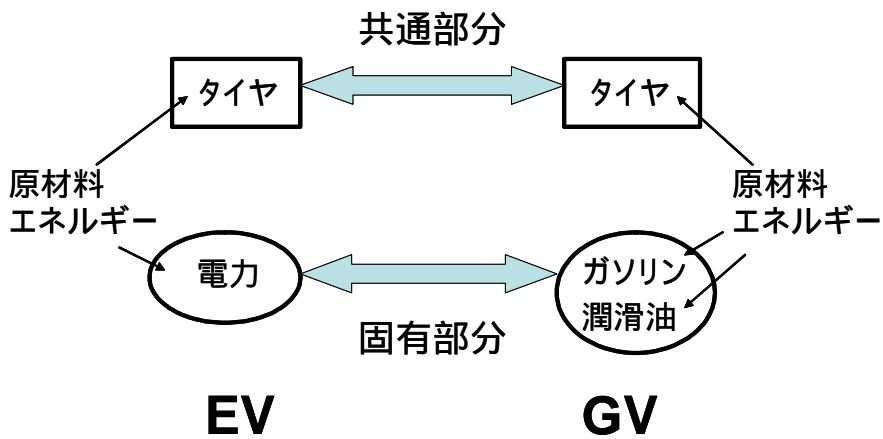 共通部分
タイヤ
タイヤ
原材料
エネルギー
原材料
エネルギー
電力
ガソリン
潤滑油
固有部分
EV
GV